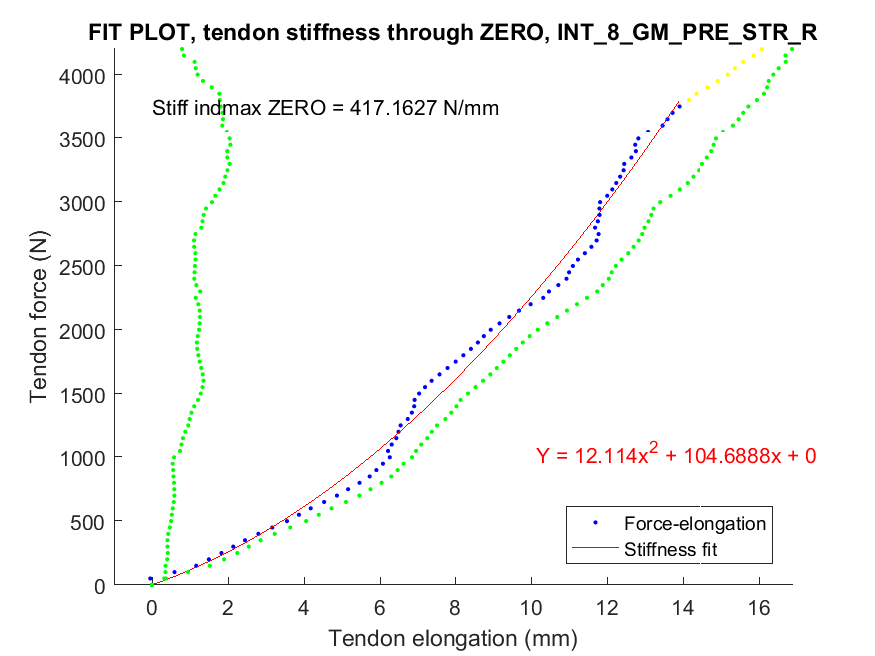 FIT PLOT, tendon stiffness through ZERO, INT_8_GM_PRE_STR_R
4000
Stiff indmax ZERO = 417.1627 N/mm
3500
3000
2500
2000
1500
1000
500
0
Tendon force (N)
Y = 12.114x² + 104.6888x + 0
Force-elongation
Stiffness fit
0 2 4 6 8 10 12 14 16
Tendon elongation (mm)